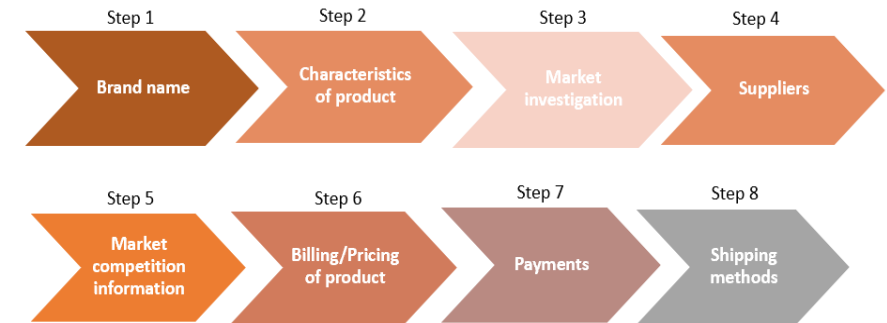 Step 1
Brand name
Step 2
Characteristics
of product
Step 3
Market
investigation
Step 4
Suppliers
Step 5
Market
competition
information
Step 6
Billing/Pricing
of product
Step 7
Payments
Step 8
Shipping
methods